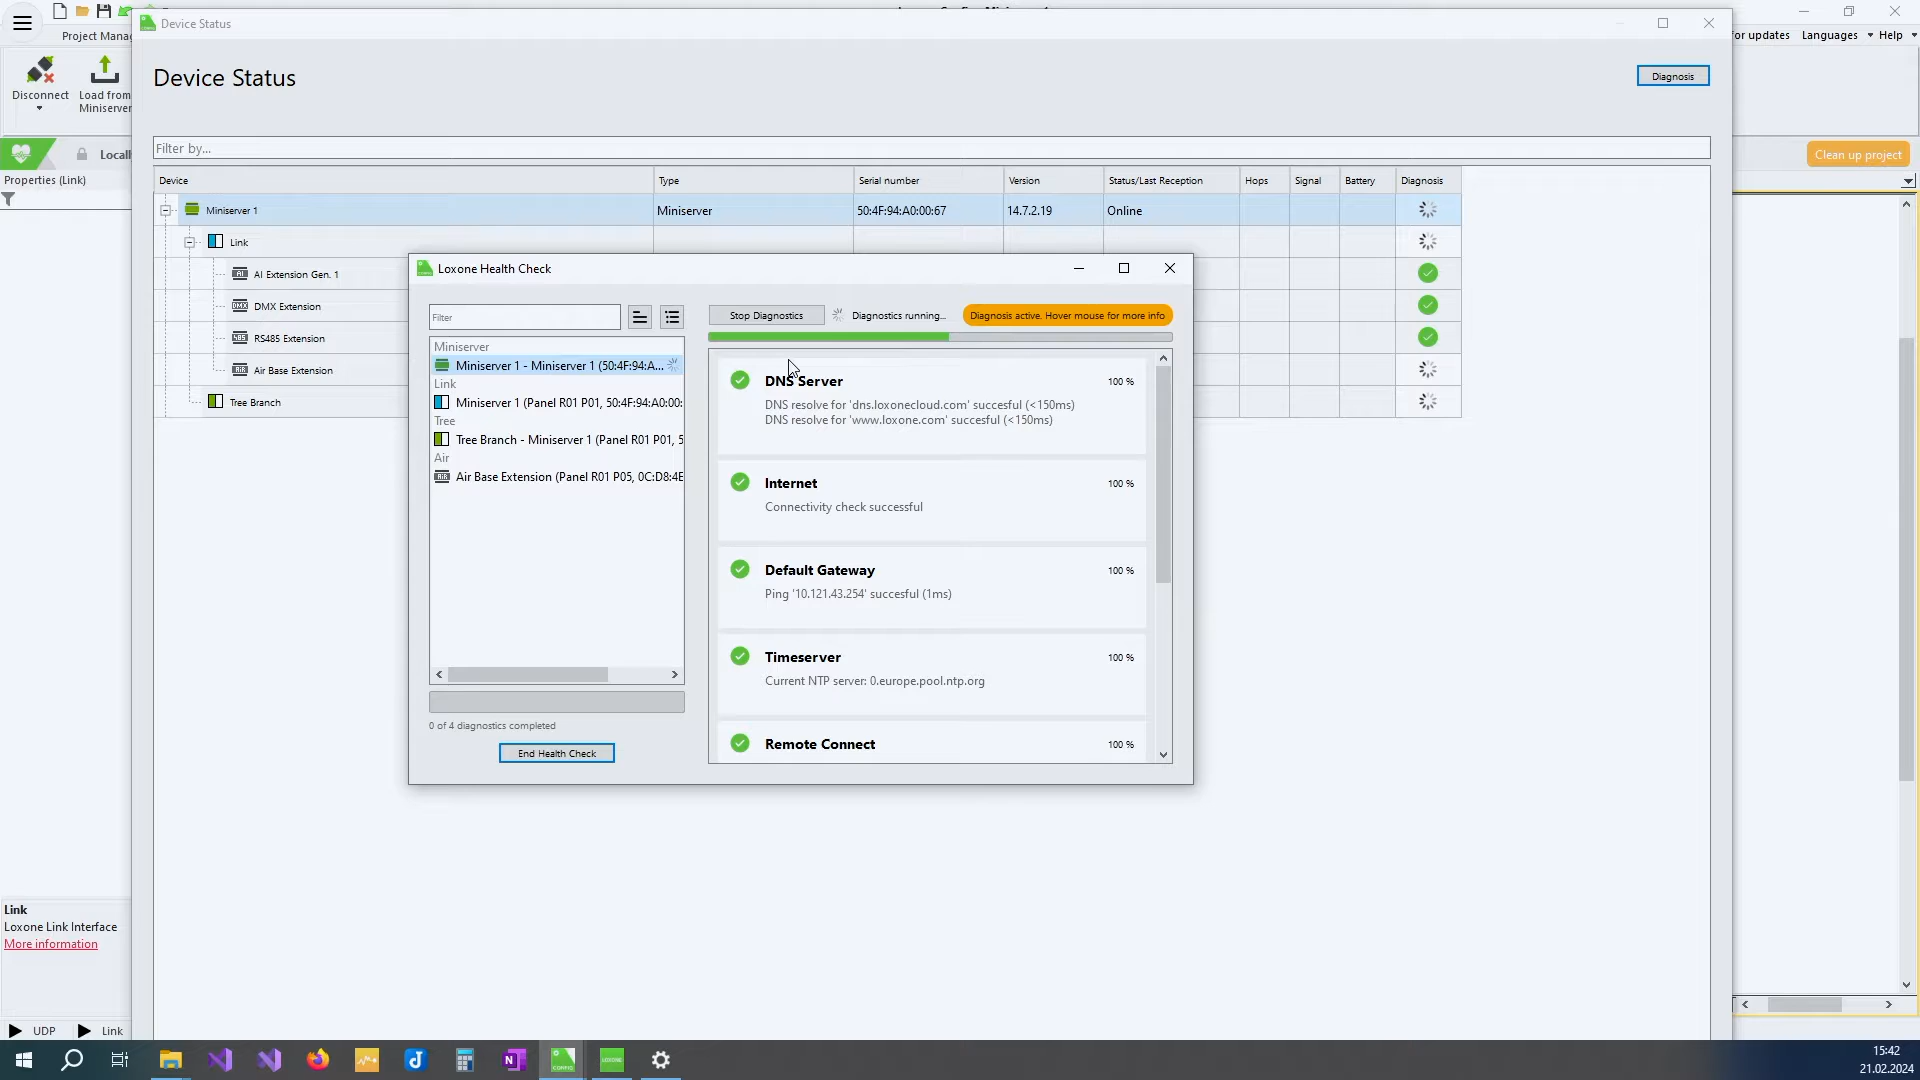 Device Status
Project Manag
for updates
Languages
Help
Disconnect
Load from
Miniserver
Device Status
Diagnosis
Filter by...
Locall
Clean up project
Properties (Link)
Device
Type
Serial number
Version
Status/Last Reception
Hops
Signal
Battery
Diagnosis
Miniserver 1
Miniserver
50:4F:94:A0:00:67
14.7.2.19
Online
Link
AI Extension Gen. 1
DMX Extension
RS485 Extension
Air Base Extension
Tree Branch
Loxone Health Check
Filter
Stop Diagnostics
Diagnostics running...
Diagnosis active. Hover mouse for more info
Miniserver
Miniserver 1 - Miniserver 1 (50:4F:94:A...
Link
Miniserver 1 (Panel R01 P01, 50:4F:94:A0:00:
Tree
Tree Branch - Miniserver 1 (Panel R01 P01, 5
Air
Air Base Extension (Panel R01 P05, 0C:D8:4E
0 of 4 diagnostics completed
End Health Check
DNS Server
100 %
DNS resolve for 'dns.loxonecloud.com' succesful (<150ms)
DNS resolve for 'www.loxone.com' succesful (<150ms)
Internet
100 %
Connectivity check successful
Default Gateway
100 %
Ping '10.121.43.254' succesful (1ms)
Timeserver
100 %
Current NTP server: 0.europe.pool.ntp.org
Remote Connect
100 %
Link
Loxone Link Interface
More information
UDP
Link
15:42
21.02.2024